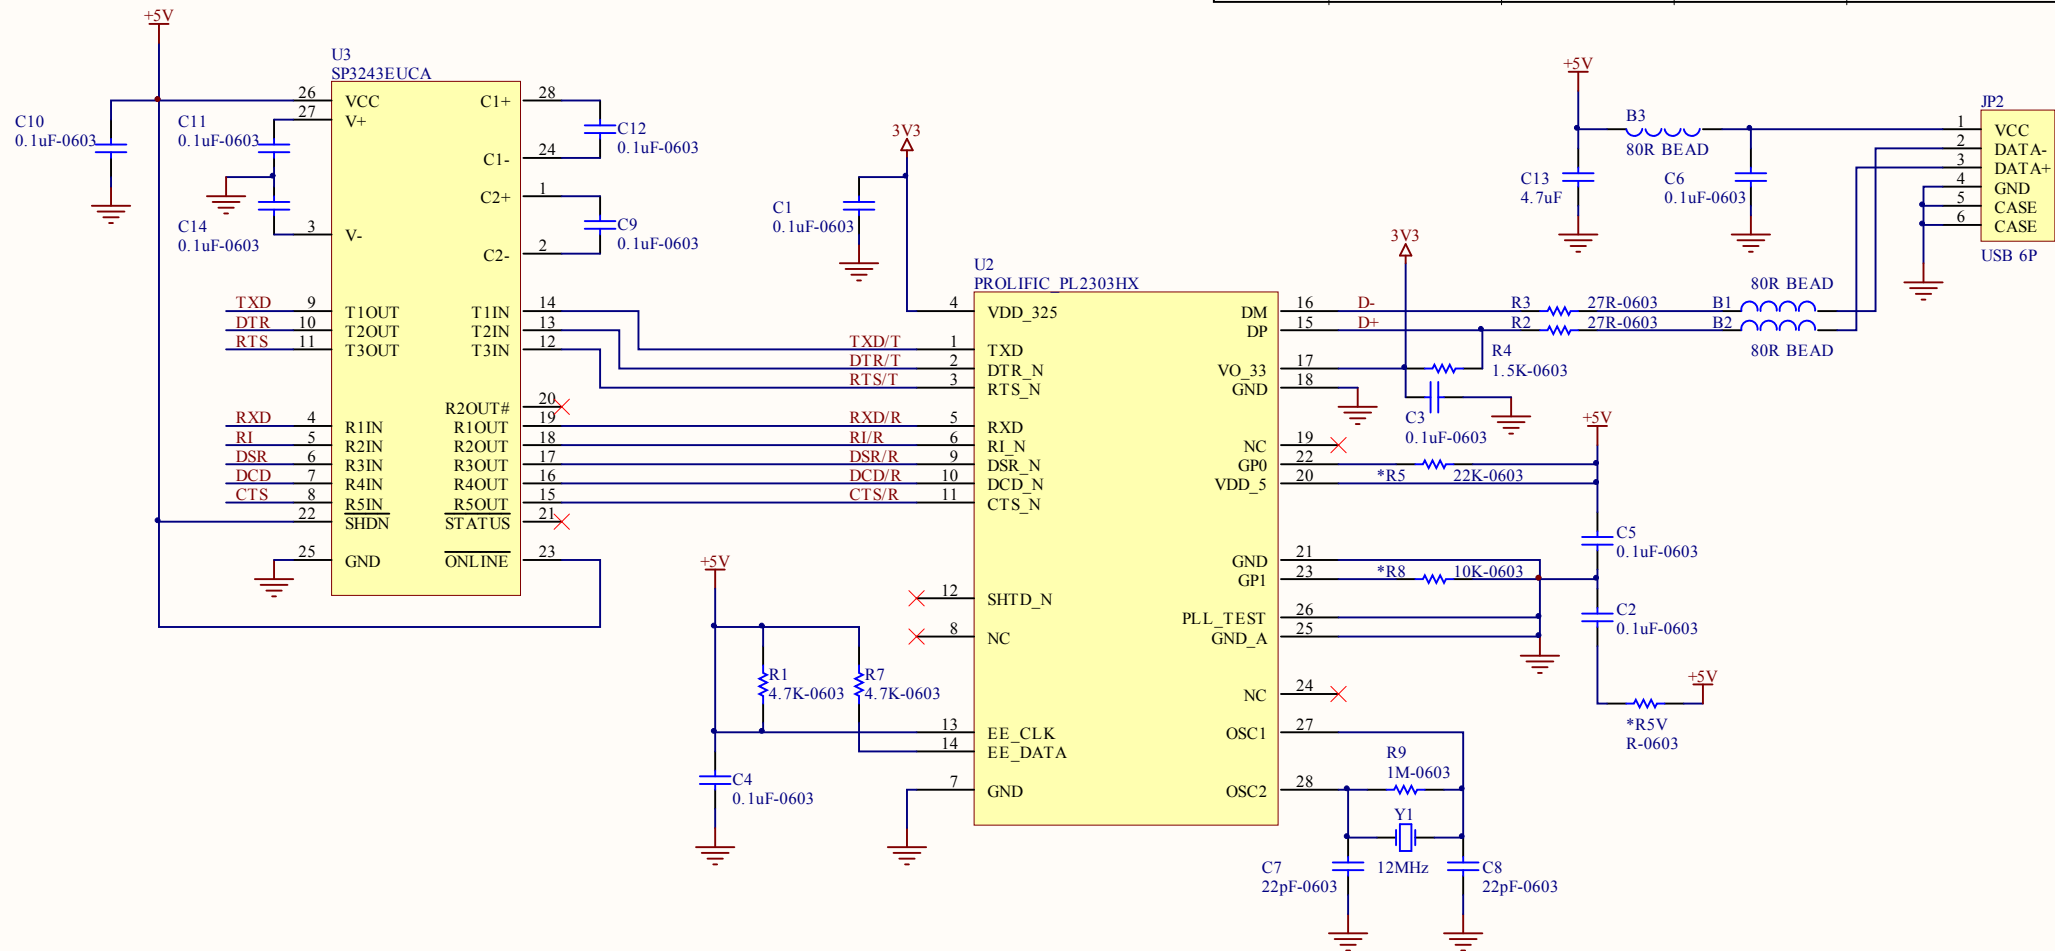 +5V
U3
SP3243EUCA
26 VCC C1+ 28
27 V+
C10
0.1uF-0603
C11
0.1uF-0603
C12
0.1uF-0603
C1- 24
C2+ 1
C14
0.1uF-0603
3 V-
C9
0.1uF-0603
C2- 2
TXD 9 T1OUT T1IN 14
DTR 10 T2OUT T2IN 13
RTS 11 T3OUT T3IN 12
R2OUT# 20
RXD 4 R1IN R1OUT 19
RI 5 R2IN R2OUT 18
DSR 6 R3IN R3OUT 17
DCD 7 R4IN R4OUT 16
CTS 8 R5IN R5OUT 15
22 SHDN STATUS 21
25 GND ONLINE 23
3V3
C1
0.1uF-0603
U2
PROLIFIC_PL2303HX
4 VDD_325 DM 16
DP 15
TXD/T 1 TXD
DTR/T 2 DTR_N VO_33 17
RTS/T 3 RTS_N GND 18
RXD/R 5 RXD
RI/R 6 RI_N NC 19
DSR/R 9 DSR_N GP0 22
DCD/R 10 DCD_N VDD_5 20
CTS/R 11 CTS_N
GND 21
GP1 23
12 SHTD_N
PLL_TEST 26
8 NC GND_A 25
NC 24
13 EE_CLK OSC1 27
14 EE_DATA
7 GND OSC2 28
+5V
R1
4.7K-0603
R7
4.7K-0603
C4
0.1uF-0603
+5V
B3
80R BEAD
C13
4.7uF
C6
0.1uF-0603
JP2
1 VCC
2 DATA-
3 DATA+
4 GND
5 CASE
6 CASE
USB 6P
3V3
80R BEAD
D- R3 27R-0603 B1
D+ R2 27R-0603 B2
80R BEAD
R4
1.5K-0603
C3
0.1uF-0603
+5V
*R5 22K-0603
C5
0.1uF-0603
*R8 10K-0603
C2
0.1uF-0603
+5V
*R5V
R-0603
R9
1M-0603
Y1
12MHz
C7
22pF-0603
C8
22pF-0603